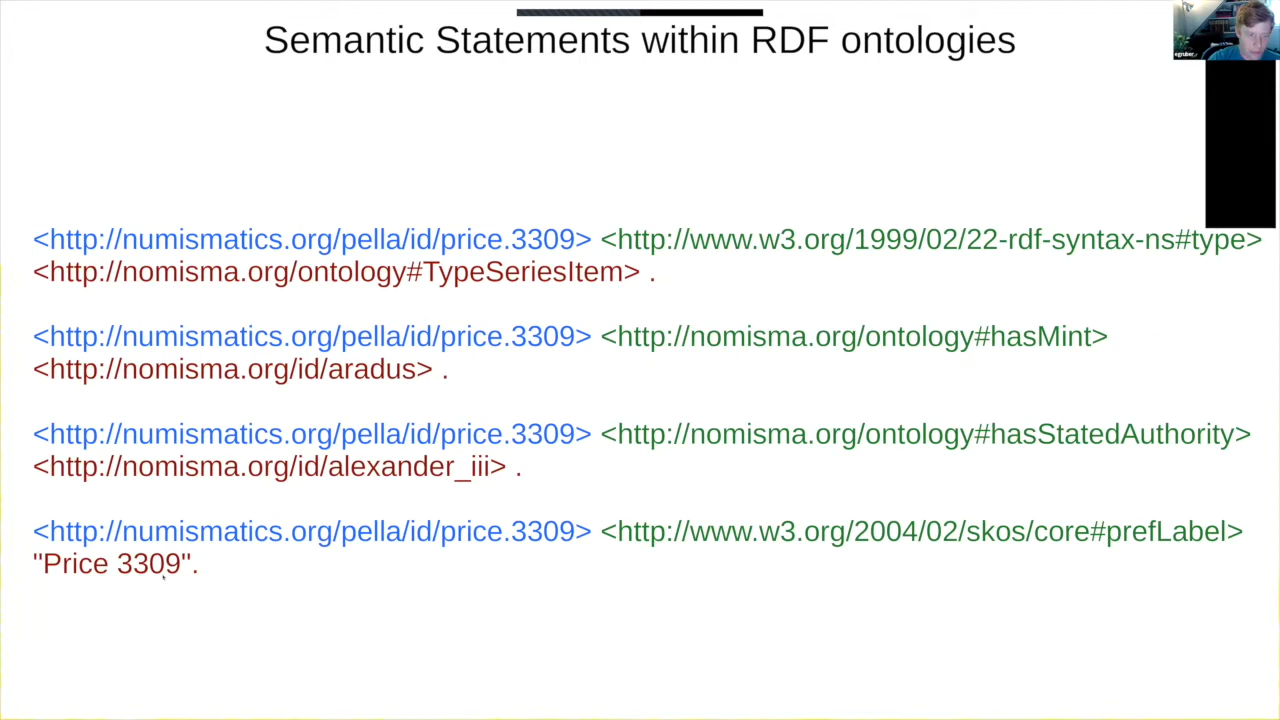 Semantic Statements within RDF ontologies
egruber
<http://numismatics.org/pella/id/price.3309> <http://www.w3.org/1999/02/22-rdf-syntax-ns#type>
<http://nomisma.org/ontology#TypeSeriesItem> .
<http://numismatics.org/pella/id/price.3309> <http://nomisma.org/ontology#hasMint>
<http://nomisma.org/id/aradus> .
<http://numismatics.org/pella/id/price.3309> <http://nomisma.org/ontology#hasStatedAuthority>
<http://nomisma.org/id/alexander_iii> .
<http://numismatics.org/pella/id/price.3309> <http://www.w3.org/2004/02/skos/core#prefLabel>
"Price 3309".